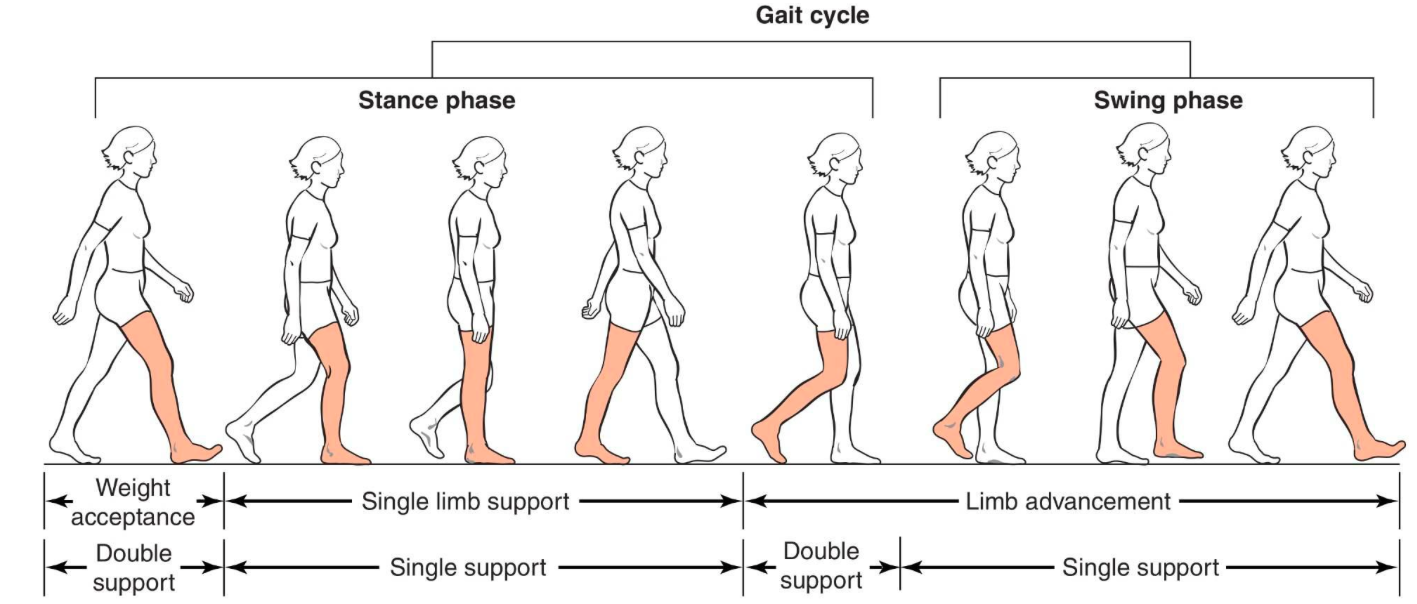 Gait cycle
Stance phase
Swing phase
Weight
acceptance
Single limb support
Limb advancement
Double
support
Single support
Double
support
Single support